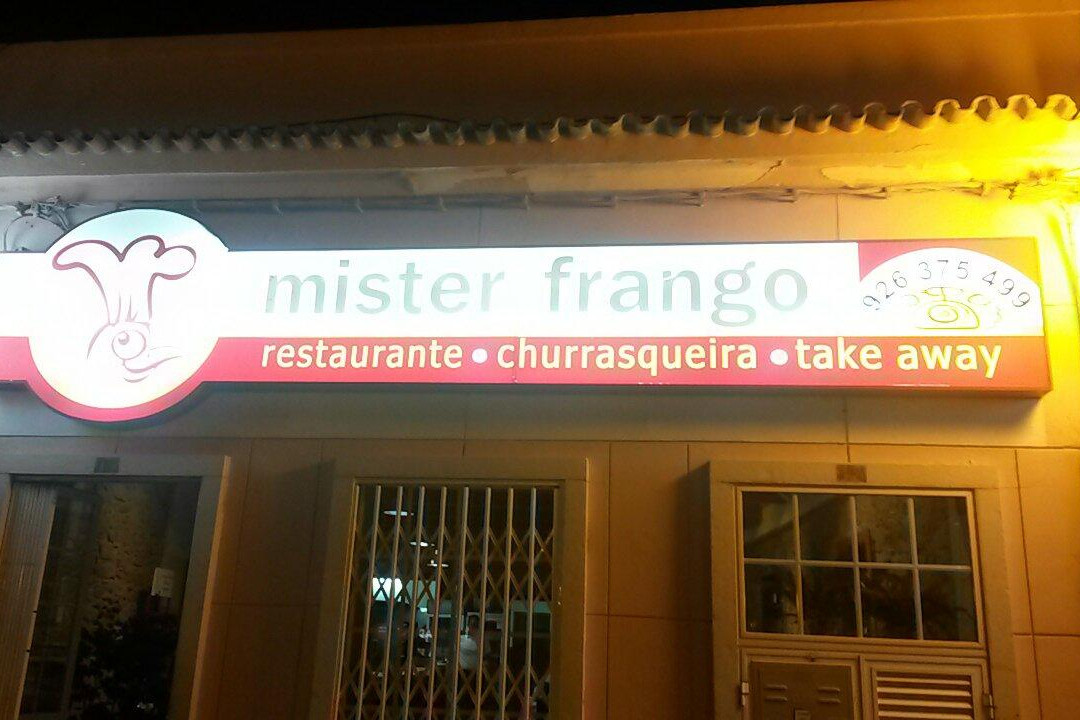 mister frango
926 375 499
restaurante • churrasqueira • take away